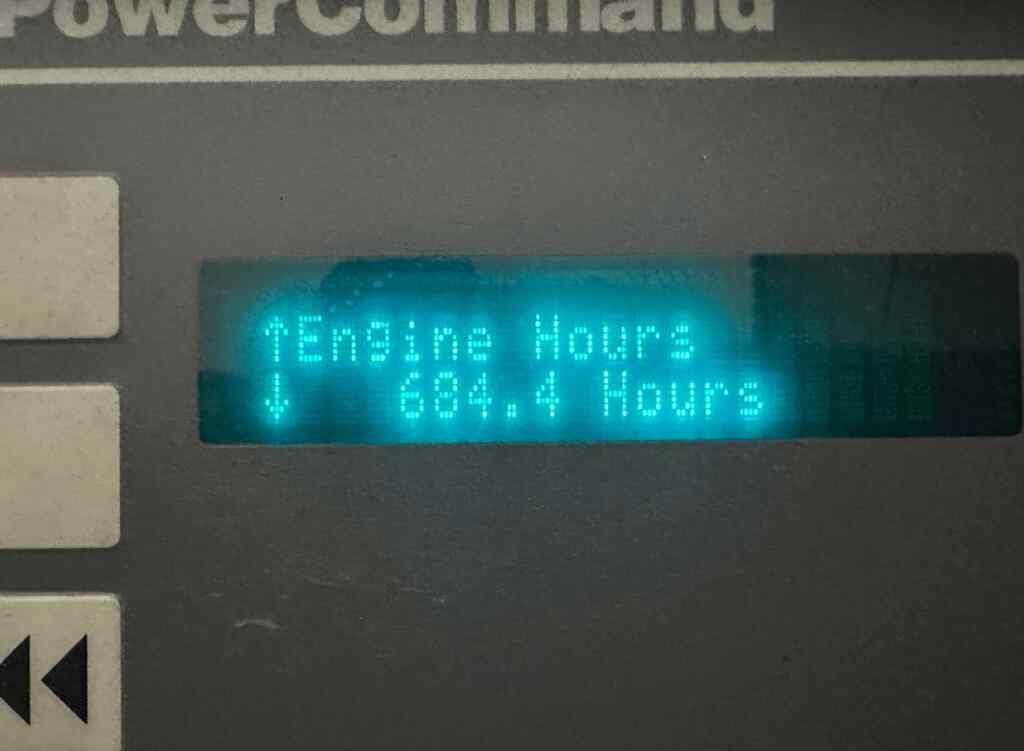 PowerCommand
↑Engine Hours
↓ 684.4 Hours